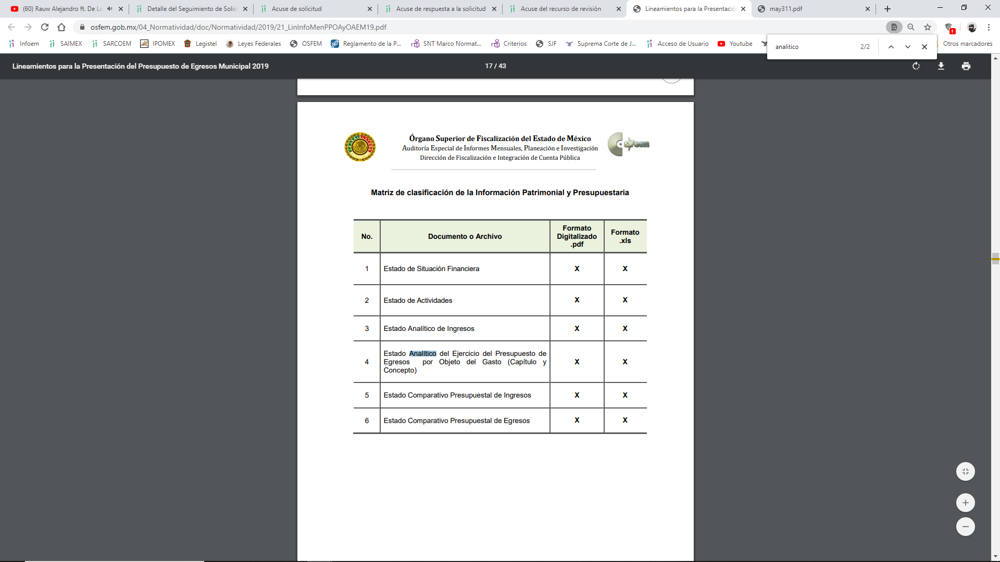 (60) Rauw Alejandro ft. De La
Detalle del Seguimiento de Solici
Acuse de solicitud
Acuse de respuesta a la solicitud
Acuse del recurso de revisión
Lineamientos para la Presentació
may311.pdf
osfem.gob.mx/04_Normatividad/doc/Normatividad/2019/21_LinInfoMenPPOAyOAEM19.pdf
Infoem
SAIMEX
SARCOEM
IPOMEX
Legistel
Leyes Federales
OSFEM
Reglamento de la P...
SNT Marco Normat...
Criterios
SJF
Suprema Corte de J...
Acceso de Usuario
Youtube
Otros marcadores
analitico
2/2
Lineamientos para la Presentación del Presupuesto de Egresos Municipal 2019
17 / 43
Órgano Superior de Fiscalización del Estado de México
Auditoría Especial de Informes Mensuales, Planeación e Investigación
Dirección de Fiscalización e Integración de Cuenta Pública
osfem
Matriz de clasificación de la Información Patrimonial y Presupuestaria
No.
Documento o Archivo
Formato
Digitalizado
.pdf
Formato
.xls
1 Estado de Situación Financiera X X
2 Estado de Actividades X X
3 Estado Analítico de Ingresos X X
4 Estado Analítico del Ejercicio del Presupuesto de
Egresos por Objeto del Gasto (Capítulo y
Concepto) X X
5 Estado Comparativo Presupuestal de Ingresos X X
6 Estado Comparativo Presupuestal de Egresos X X